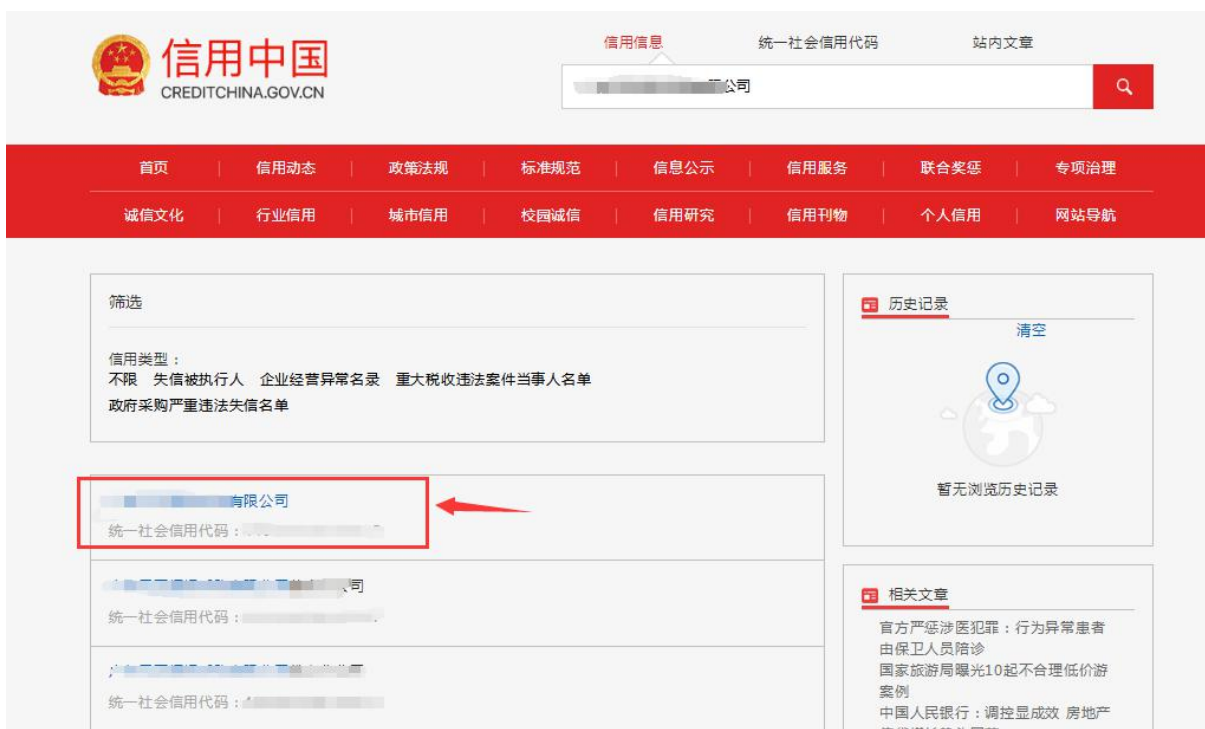 信用中国
CREDITCHINA.GOV.CN
信用信息 统一社会信用代码 站内文章
公司
首页 信用动态 政策法规 标准规范 信息公示 信用服务 联合奖惩 专项治理
诚信文化 行业信用 城市信用 校园诚信 信用研究 信用刊物 个人信用 网站导航
筛选
信用类型：
不限 失信被执行人 企业经营异常名录 重大税收违法案件当事人名单
政府采购严重违法失信名单
有限公司
统一社会信用代码：
司
统一社会信用代码：
统一社会信用代码：
历史记录
清空
暂无浏览历史记录
相关文章
官方严惩涉医犯罪：行为异常患者
由保卫人员陪诊
国家旅游局曝光10起不合理低价游
案例
中国人民银行：调控显成效 房地产